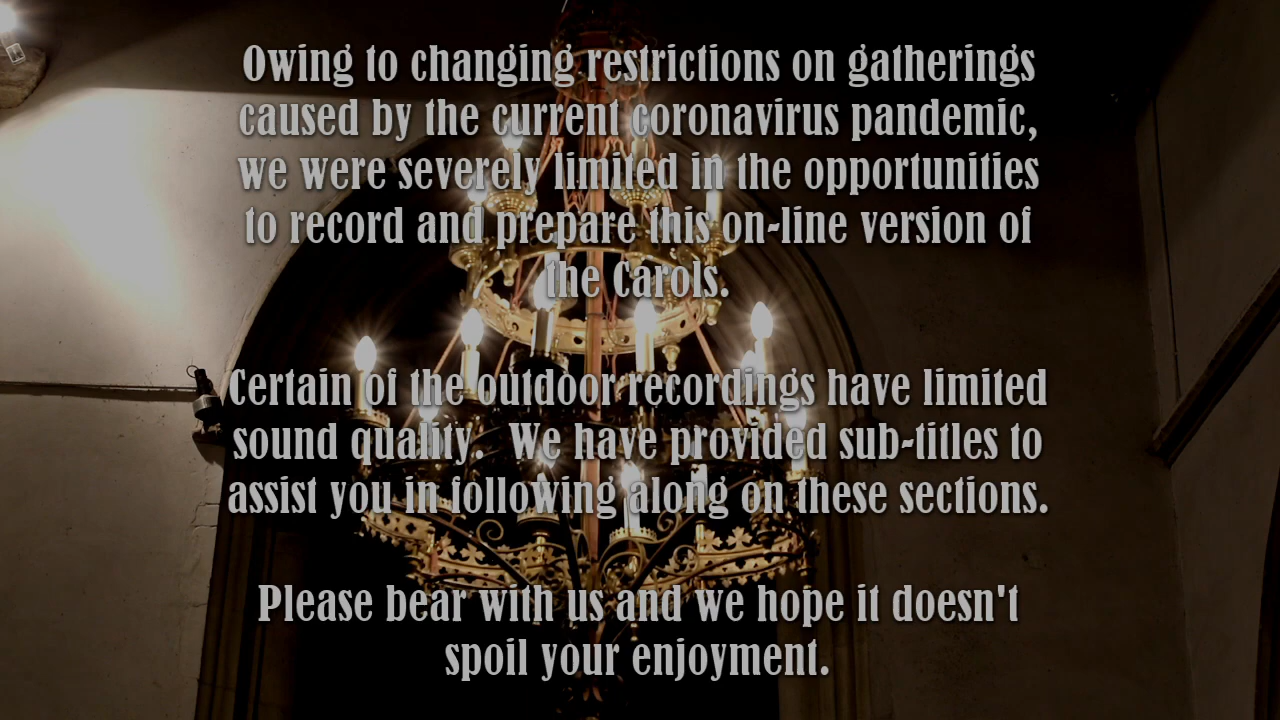 Owing to changing restrictions on gatherings
caused by the current coronavirus pandemic,
we were severely limited in the opportunities
to record and prepare this on-line version of
the Carols.
Certain of the outdoor recordings have limited
sound quality.  We have provided sub-titles to
assist you in following along on these sections.
Please bear with us and we hope it doesn't
spoil your enjoyment.